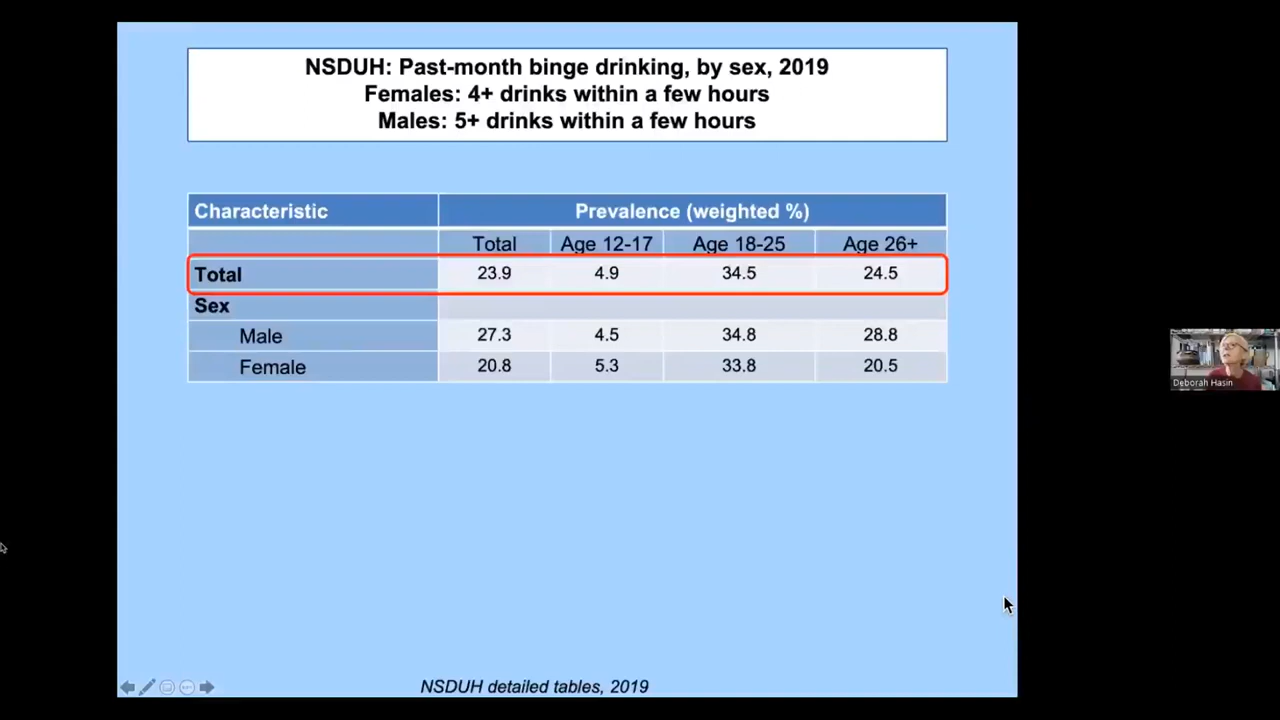 NSDUH: Past-month binge drinking, by sex, 2019
Females: 4+ drinks within a few hours
Males: 5+ drinks within a few hours
Characteristic Prevalence (weighted %)
Total Age 12-17 Age 18-25 Age 26+
Total 23.9 4.9 34.5 24.5
Sex
Male 27.3 4.5 34.8 28.8
Female 20.8 5.3 33.8 20.5
Deborah Hasin
NSDUH detailed tables, 2019